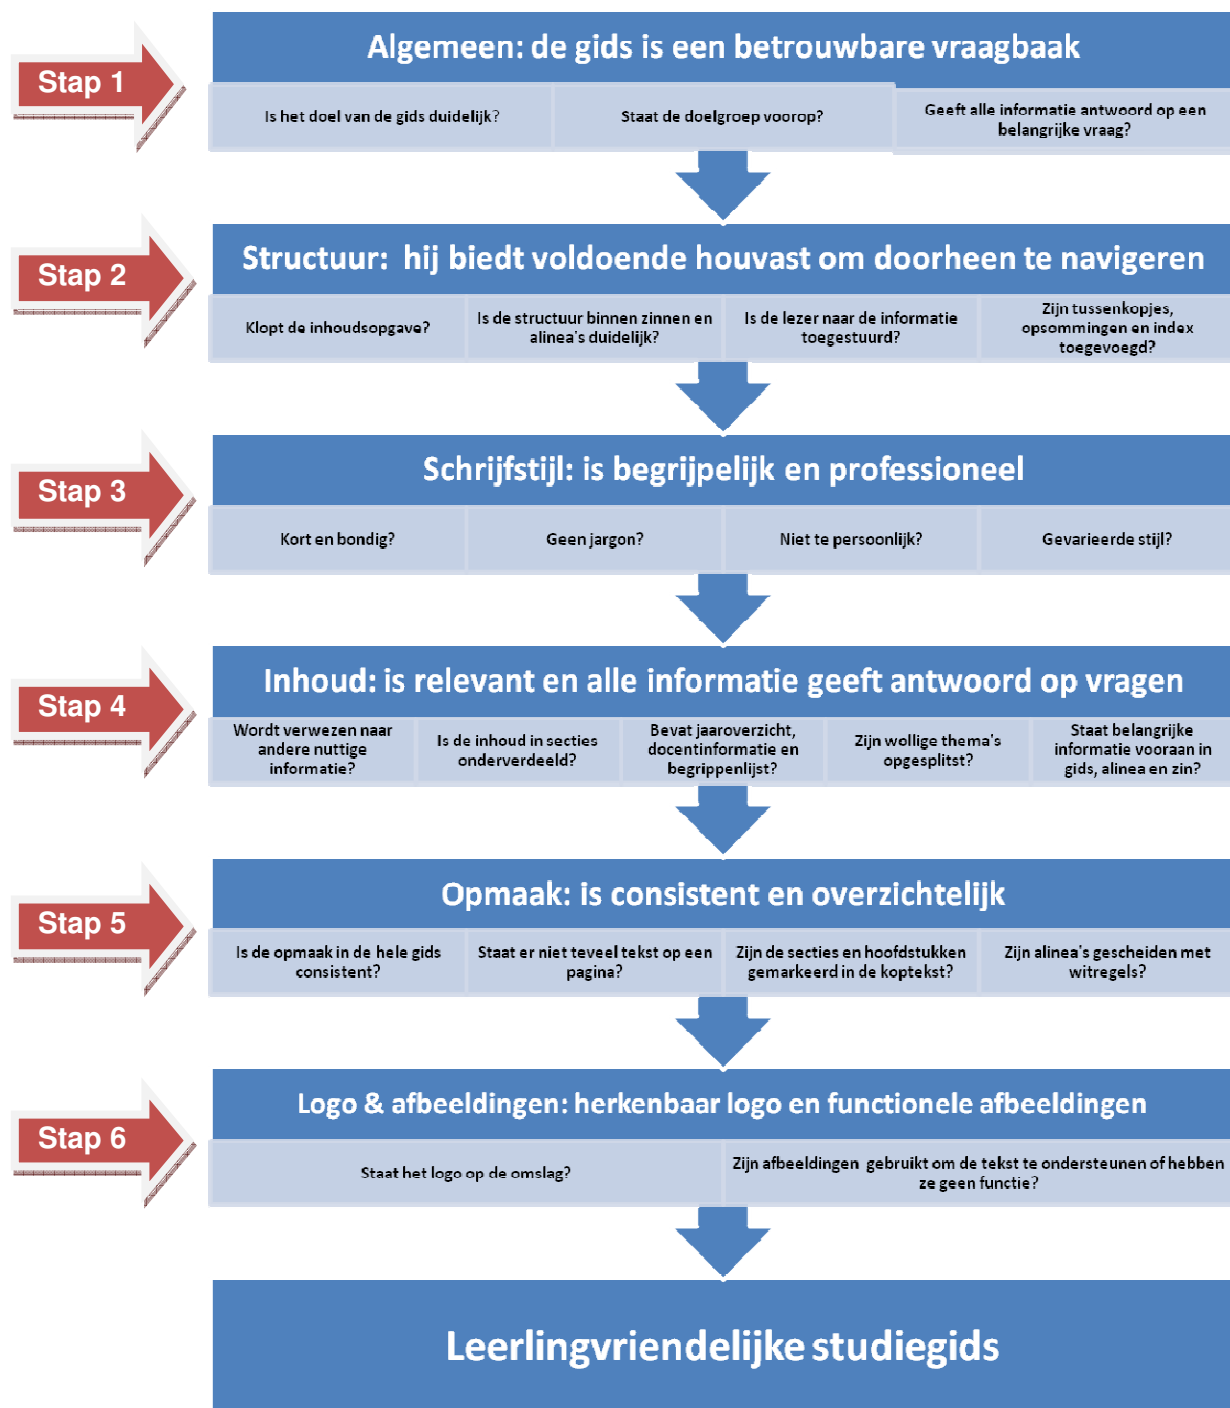 Stap 1
Algemeen: de gids is een betrouwbare vraagbaak
Is het doel van de gids duidelijk?
Staat de doelgroep voorop?
Geeft alle informatie antwoord op een
belangrijke vraag?
Stap 2
Structuur: hij biedt voldoende houvast om doorheen te navigeren
Klopt de inhoudsopgave?
Is de structuur binnen zinnen en
alinea's duidelijk?
Is de lezer naar de informatie
toegestuurd?
Zijn tussenkopjes,
opsommingen en index
toegevoegd?
Stap 3
Schrijfstijl: is begrijpelijk en professioneel
Kort en bondig?
Geen jargon?
Niet te persoonlijk?
Gevarieerde stijl?
Stap 4
Inhoud: is relevant en alle informatie geeft antwoord op vragen
Wordt verwezen naar
andere nuttige
informatie?
Is de inhoud in secties
onderverdeeld?
Bevat jaaroverzicht,
docentinformatie en
begrippenlijst?
Zijn wollige thema's
opgesplitst?
Staat belangrijke
informatie vooraan in
gids, alinea en zin?
Stap 5
Opmaak: is consistent en overzichtelijk
Is de opmaak in de hele gids
consistent?
Staat er niet teveel tekst op een
pagina?
Zijn de secties en hoofdstukken
gemarkeerd in de koptekst?
Zijn alinea's gescheiden met
witregels?
Stap 6
Logo & afbeeldingen: herkenbaar logo en functionele afbeeldingen
Staat het logo op de omslag?
Zijn afbeeldingen gebruikt om de tekst te ondersteunen of hebben
ze geen functie?
Leerlingvriendelijke studiegids